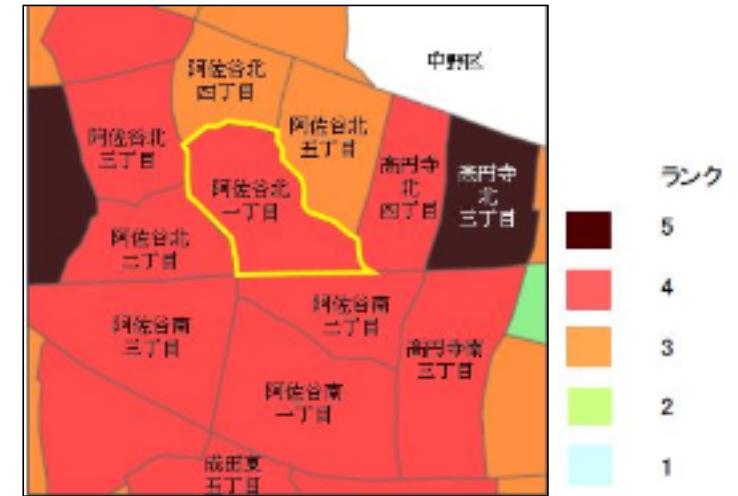 中野区
阿佐谷北
四丁目
阿佐谷北
五丁目
阿佐谷北
三丁目
高円寺
北
四丁目
高円寺
北
三丁目
阿佐谷北
一丁目
阿佐谷北
二丁目
阿佐谷南
二丁目
阿佐谷南
三丁目
高円寺南
三丁目
阿佐谷南
一丁目
成田東
五丁目
ランク
5
4
3
2
1